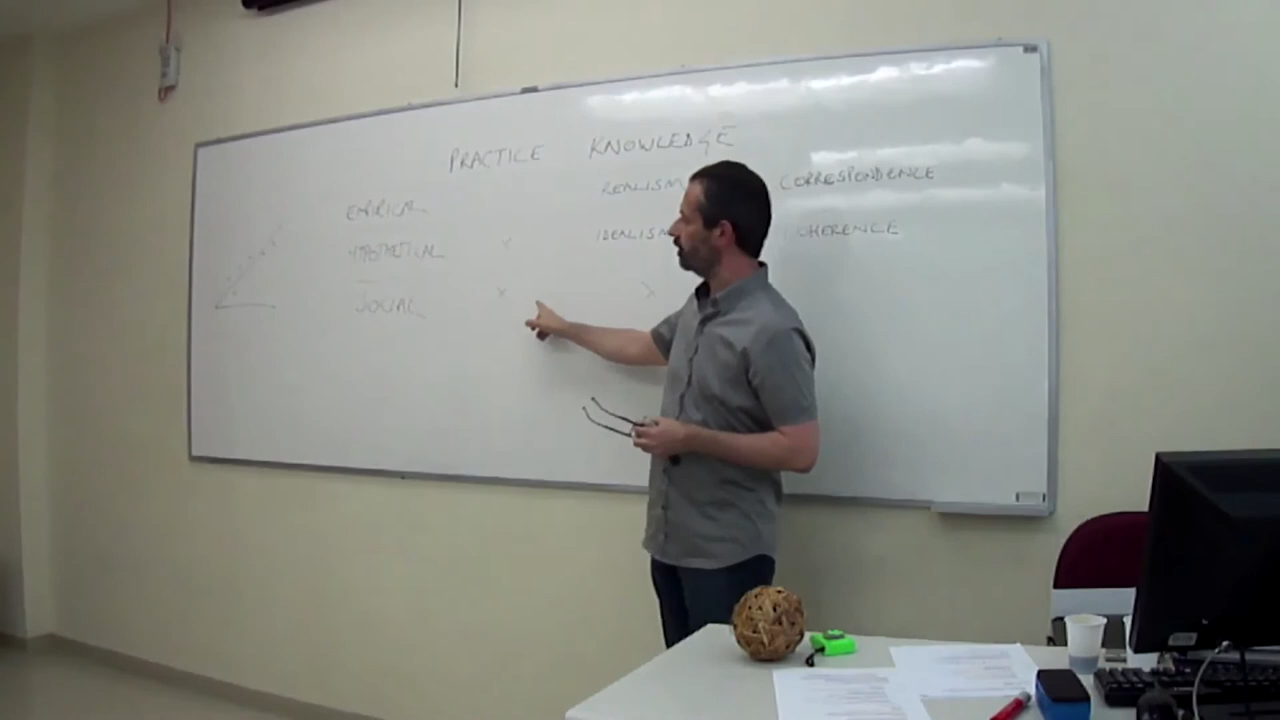 PRACTICE KNOWLEDGE
REALISM CORRESPONDENCE
EMPIRICAL
IDEALISM COHERENCE
HYPOTHETICAL
X
SOCIAL X X